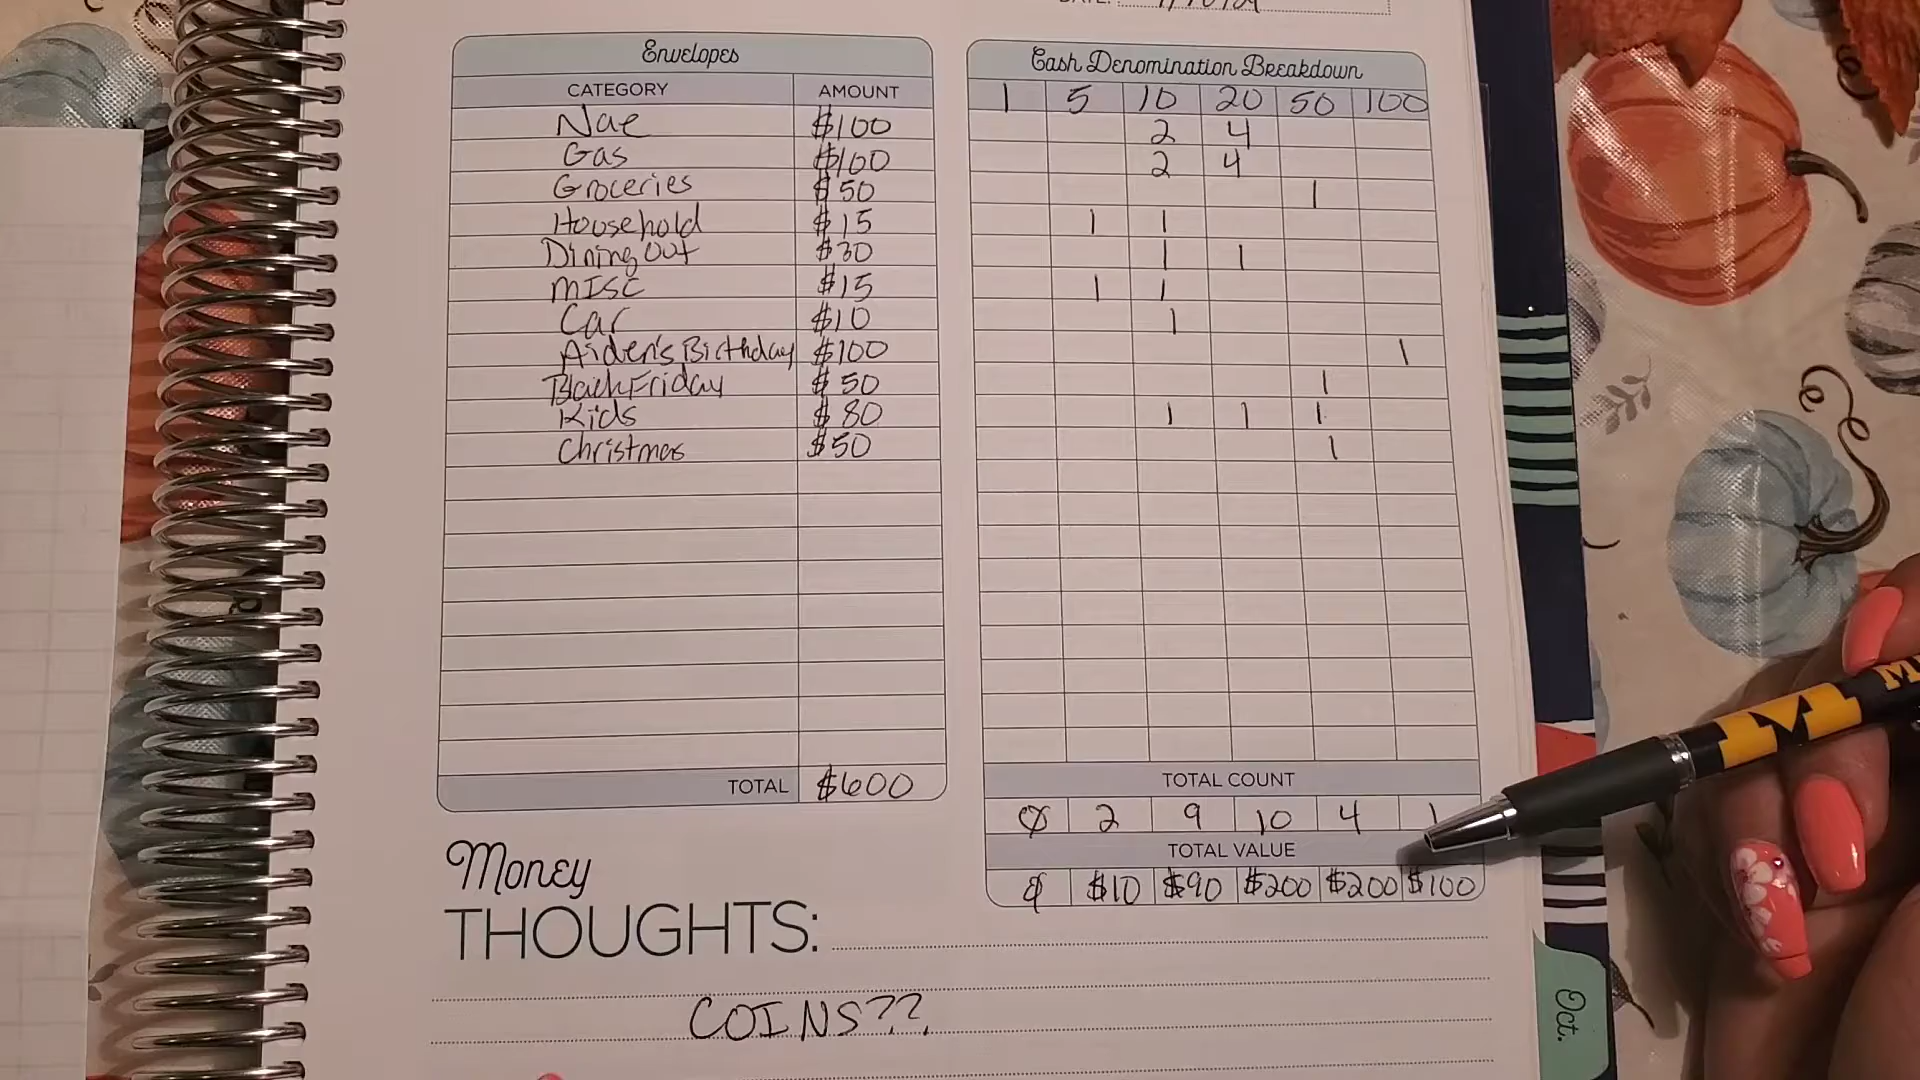 DATE:
Envelopes
CATEGORY AMOUNT
Nae $100
Gas $100
Groceries $50
Household $15
Dining Out $30
MISC $15
Car $10
Aiden's Birthday $100
Black Friday $50
Kids $80
Christmas $50
TOTAL $600
Cash Denomination Breakdown
1 5 10 20 50 100
2 4
2 4
1
1 1
1 1
1 1
1
1
1
1 1 1
1
TOTAL COUNT
0 2 9 10 4 1
TOTAL VALUE
$10 $90 $200 $200 $100
Money
THOUGHTS:
COINS??
Oct.
M